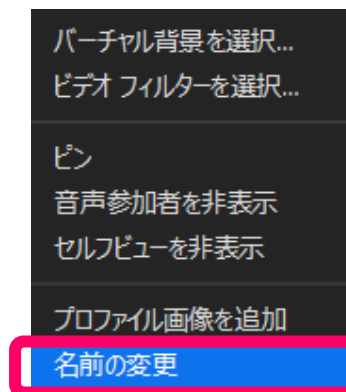 バーチャル背景を選択...
ビデオ フィルターを選択...
ピン
音声参加者を非表示
セルフビューを非表示
プロファイル画像を追加
名前の変更